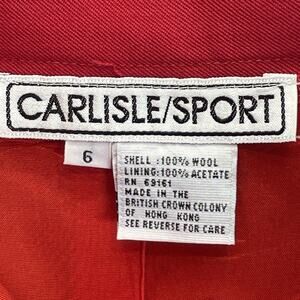 CARLISLE/SPORT
6
SHELL :100% WOOL
LINING:100% ACETATE
RN 69161
MADE IN THE
BRITISH CROWN COLONY
OF HONG KONG
SEE REVERSE FOR CARE